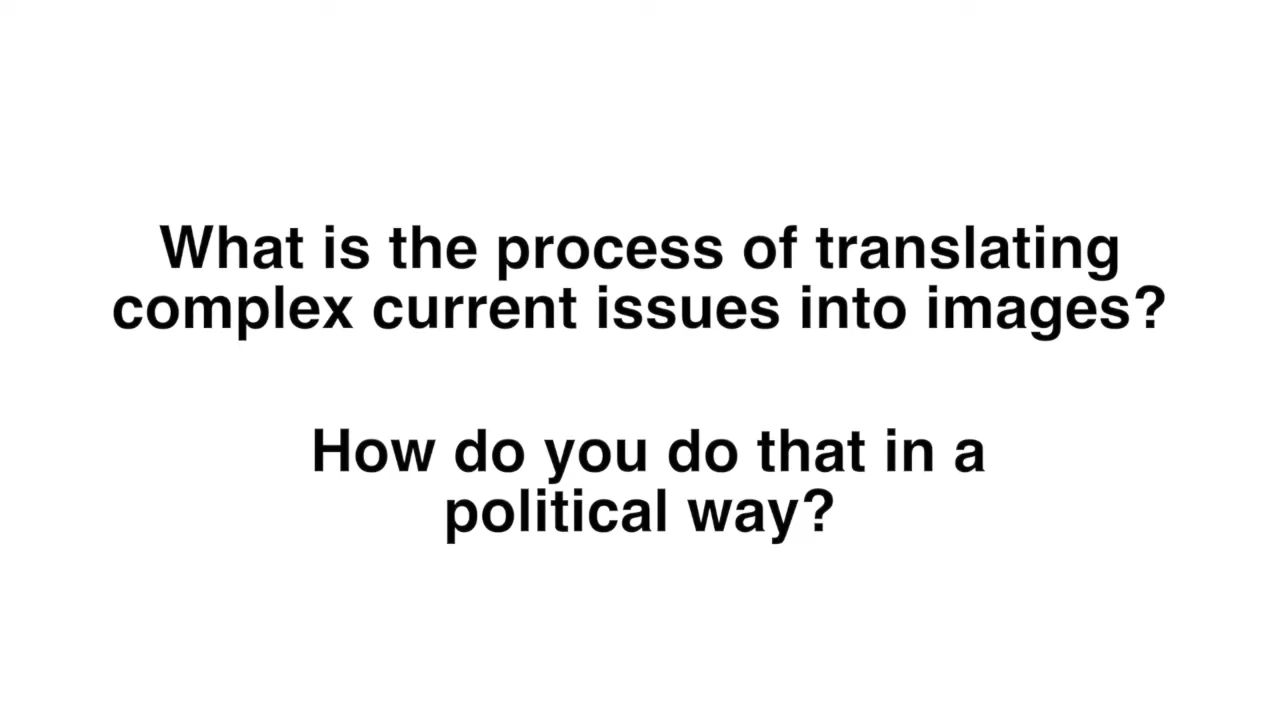 What is the process of translating
complex current issues into images?
How do you do that in a
political way?